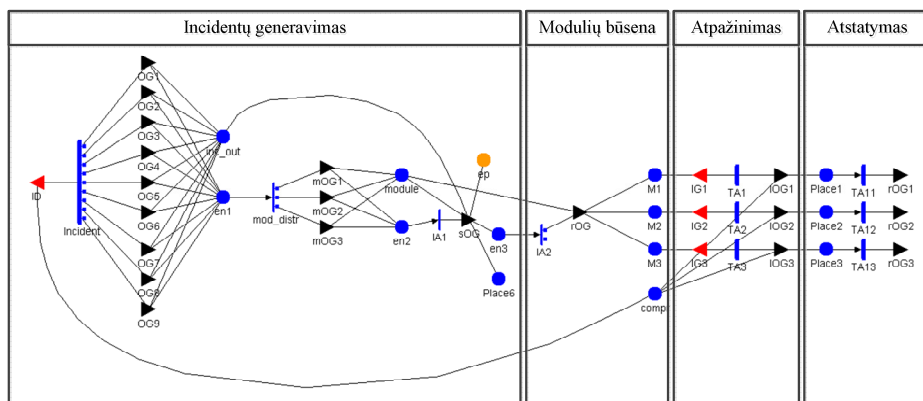 Incidentų generavimas
Modulių būsena
Atpažinimas
Atstatymas
ID
Incident
OG1
OG2
OG3
OG4
OG5
OG6
OG7
OG8
OG9
inc_out
en1
mod_distr
mOG1
mOG2
mOG3
module
en2
IA1
sOG
ep
en3
Place6
IA2
rOG
M1
M2
M3
comp
IG1
IG2
IG3
TA1
TA2
TA3
IOG1
IOG2
IOG3
Place1
Place2
Place3
TA11
TA12
TA13
rOG1
rOG2
rOG3